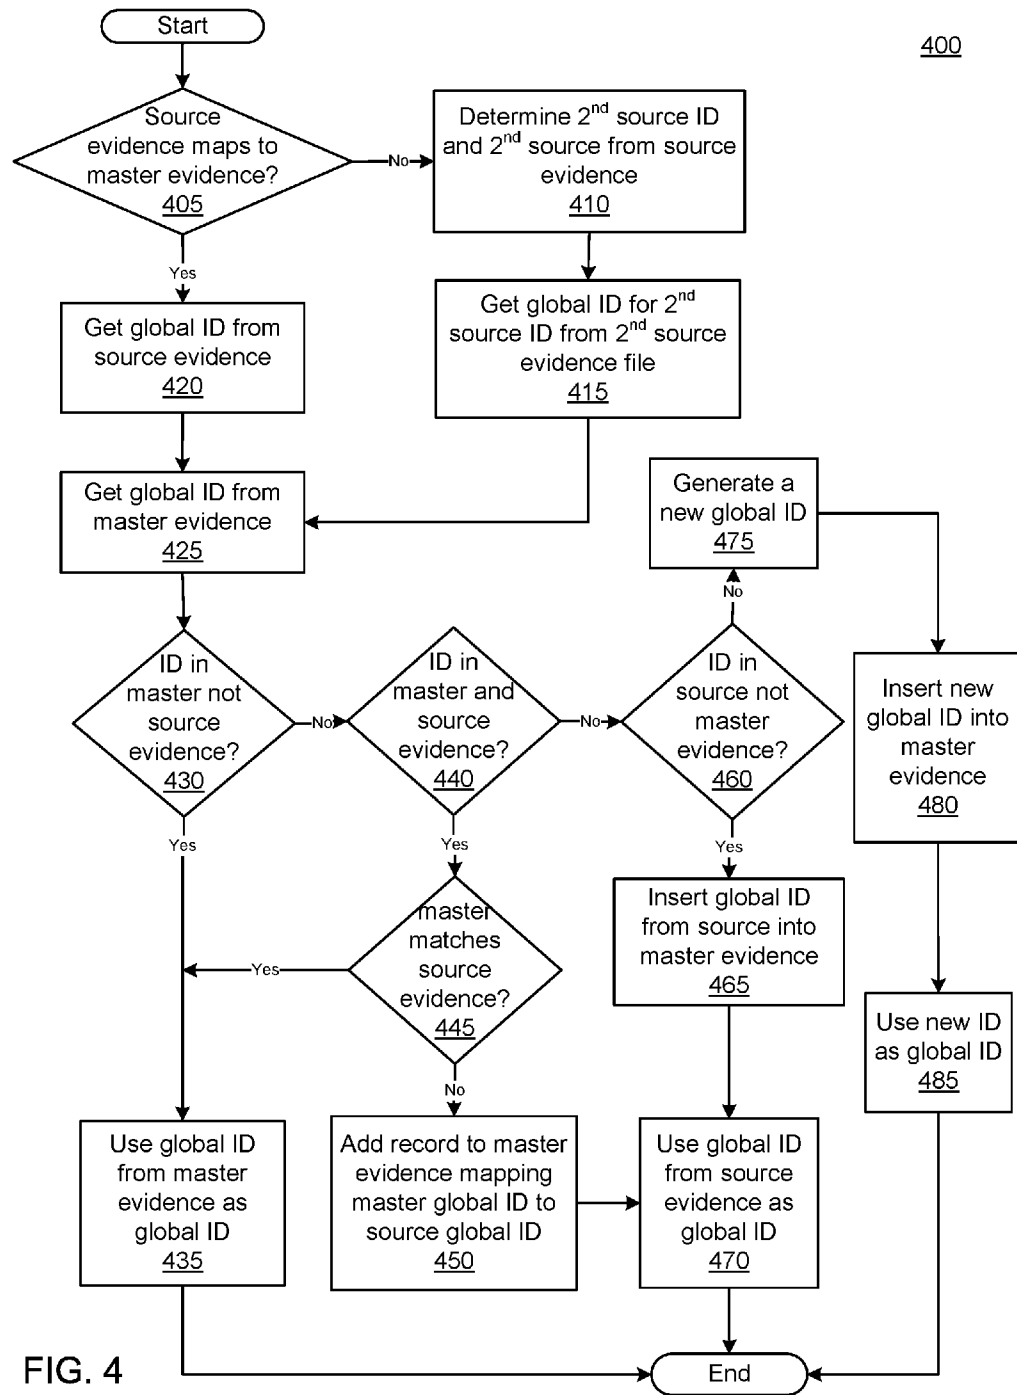 Start
400
Source
evidence maps to
master evidence?
405
No
Determine 2nd source ID
and 2nd source from source
evidence
410
Yes
Get global ID from
source evidence
420
Get global ID for 2nd
source ID from 2nd source
evidence file
415
Get global ID from
master evidence
425
Generate a
new global ID
475
No
ID in
master not
source
evidence?
430
No
ID in
master and
source
evidence?
440
No
ID in
source not
master
evidence?
460
Insert new
global ID into
master
evidence
480
Yes
Yes
Yes
master
matches
source
evidence?
445
Yes
Insert global ID
from source into
master evidence
465
Use new ID
as global ID
485
No
Use global ID
from master
evidence as
global ID
435
Add record to master
evidence mapping
master global ID to
source global ID
450
Use global ID
from source
evidence as
global ID
470
FIG. 4
End